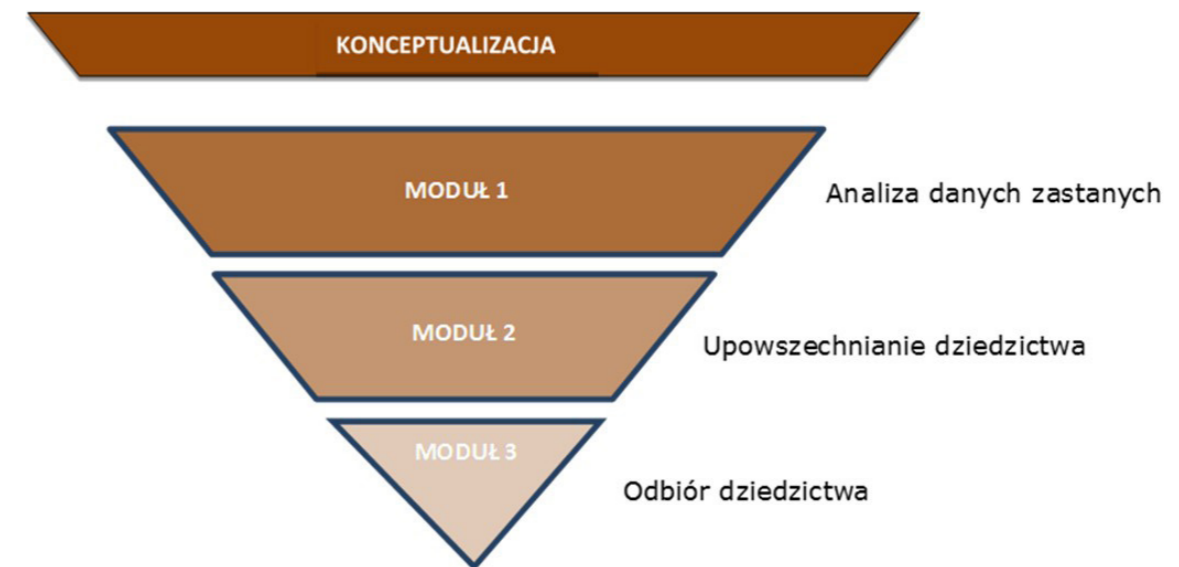 KONCEPTUALIZACJA
MODUŁ 1
Analiza danych zastanych
MODUŁ 2
Upowszechnianie dziedzictwa
MODUŁ 3
Odbiór dziedzictwa